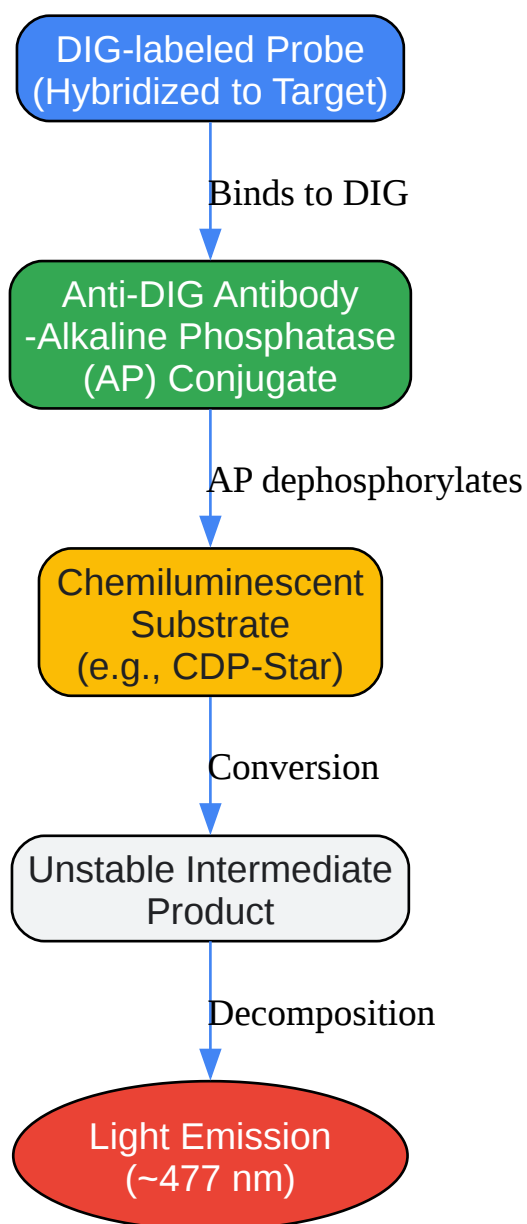 DIG-labeled Probe
(Hybridized to Target)
Binds to DIG
Anti-DIG Antibody
-Alkaline Phosphatase
(AP) Conjugate
AP dephosphorylates
Chemiluminescent
Substrate
(e.g., CDP-Star)
Conversion
Unstable Intermediate
Product
Decomposition
Light Emission
(~477 nm)